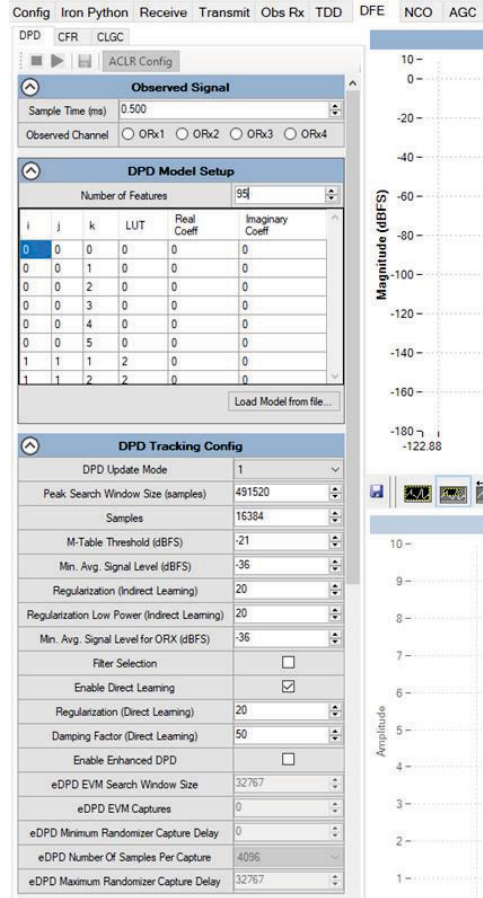 Config Iron Python Receive Transmit Obs Rx TDD DFE NCO AGC
DPD CFR CLGC
ACLR Config
Observed Signal
Sample Time (ms) 0.500
Observed Channel ORx1 ORx2 ORx3 ORx4
DPD Model Setup
Number of Features 95
i j k LUT Real Coeff Imaginary Coeff
0 0 0 0 0 0
0 0 1 0 0 0
0 0 2 0 0 0
0 0 3 0 0 0
0 0 4 0 0 0
0 0 5 0 0 0
1 1 1 2 0 0
1 1 2 2 0 0
Load Model from file...
DPD Tracking Config
DPD Update Mode 1
Peak Search Window Size (samples) 491520
Samples 16384
M-Table Threshold (dBFS) -21
Min. Avg. Signal Level (dBFS) -36
Regularization (Indirect Learning) 20
Regularization Low Power (Indirect Learning) 20
Min. Avg. Signal Level for ORX (dBFS) -36
Filter Selection
Enable Direct Learning
Regularization (Direct Learning) 20
Damping Factor (Direct Learning) 50
Enable Enhanced DPD
eDPD EVM Search Window Size 32767
eDPD EVM Captures 0
eDPD Minimum Randomizer Capture Delay 0
eDPD Number Of Samples Per Capture 4096
eDPD Maximum Randomizer Capture Delay 32767
Magnitude (dBFS)
10
0
-20
-40
-60
-80
-100
-120
-140
-160
-180
-122.88
Amplitude
10
9
8
7
6
5
4
3
2
1